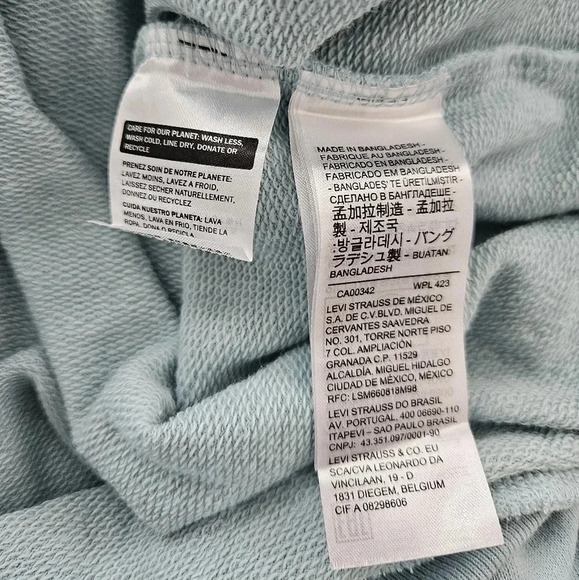 CARE FOR OUR PLANET: WASH LESS,
WASH COLD, LINE DRY, DONATE OR
RECYCLE
PRENEZ SOIN DE NOTRE PLANÈTE:
LAVEZ MOINS, LAVEZ A FROID,
LAISSEZ SECHER NATURELLEMENT,
DONNEZ OU RECYCLEZ
CUIDA NUESTRO PLANETA: LAVA
MENOS, LAVA EN FRIO, TIENDE LA
ROPA, DONA O RECICLA
MADE IN BANGLADESH -
FABRIQUE AU BANGLADESH -
FABRICADO EN BANGLADESH -
FABRICADO EM BANGLADESH
- BANGLADES' TE ÜRETILMIŞTIR -
СДЕЛАНО В БАНГЛАДЕШЕ -
孟加拉制造 - 孟加拉
製 - 제조국
:방글라데시 - バング
ラデシュ製 - BUATAN:
BANGLADESH
CA00342 WPL 423
LEVI STRAUSS DE MÉXICO
S.A. DE C.V.BLVD. MIGUEL DE
CERVANTES SAAVEDRA
NO. 301, TORRE NORTE PISO
7 COL. AMPLIACIÓN
GRANADA C.P. 11529
ALCALDÍA, MIGUEL HIDALGO
CIUDAD DE MÉXICO, MÉXICO
RFC: LSM660818M98
LEVI STRAUSS DO BRASIL
AV. PORTUGAL, 400 06690-110
ITAPEVI – SAO PAULO BRASIL
CNPJ: 43.351.097/0001-90
LEVI STRAUSS & CO. EU
SCA/CVA LEONARDO DA
VINCILAAN, 19 - D
1831 DIEGEM, BELGIUM
CIF A 08298606